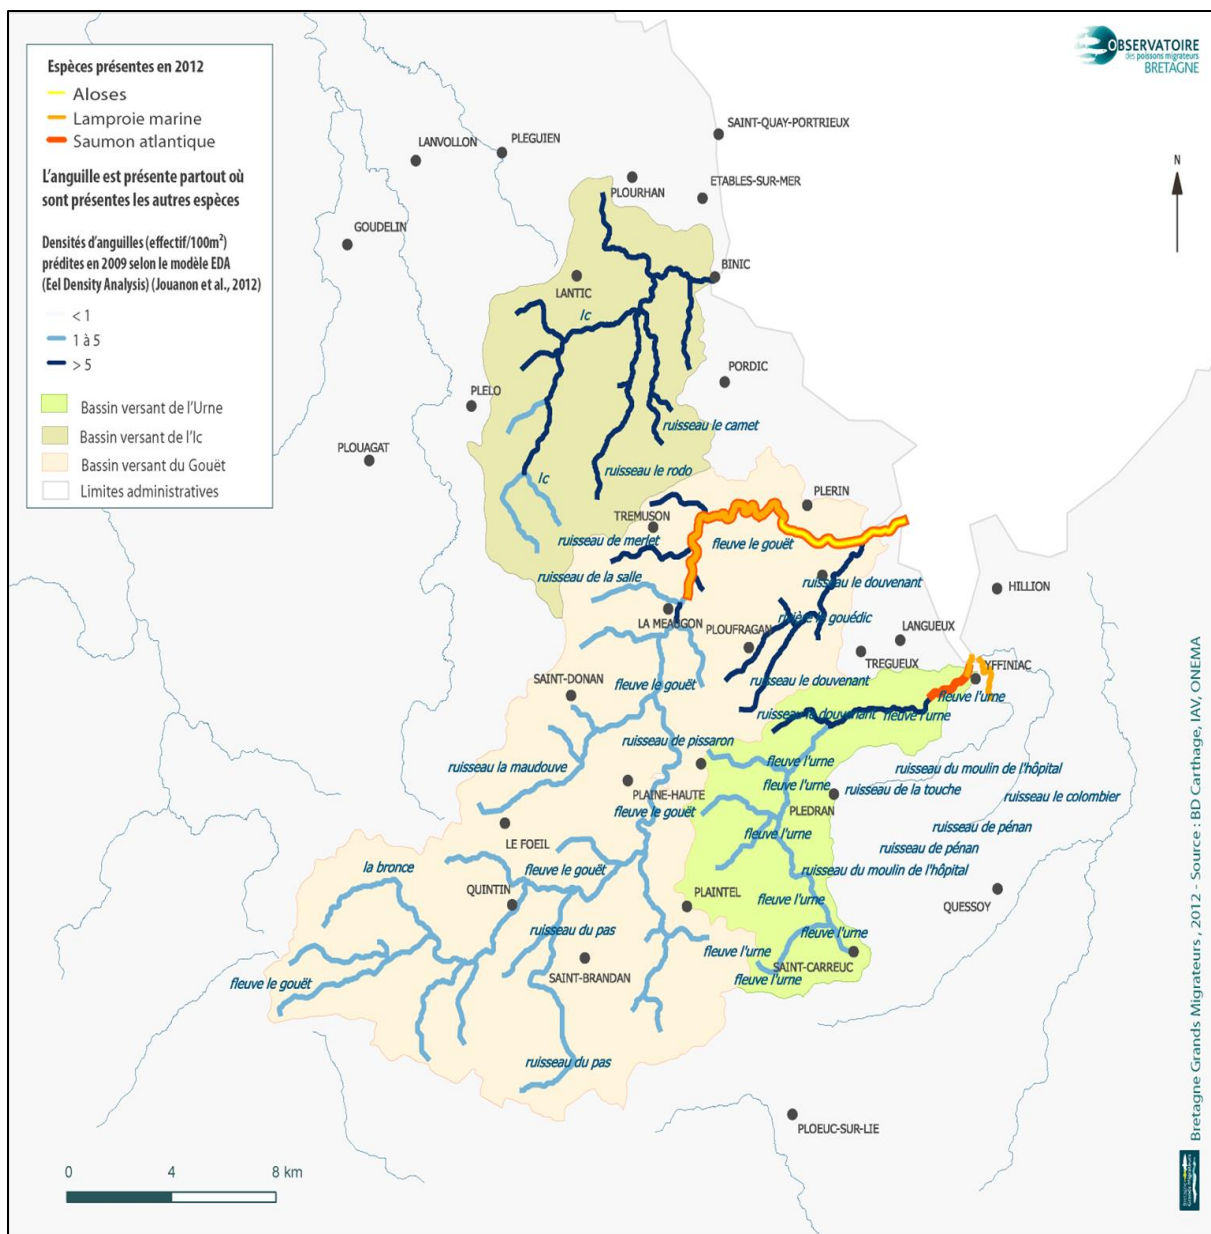 OBSERVATOIRE
des poissons migrateurs
BRETAGNE
Espèces présentes en 2012
Aloses
Lamproie marine
Saumon atlantique
L'anguille est présente partout où
sont présentes les autres espèces
Densités d'anguilles (effectif/100m²)
prédites en 2009 selon le modèle EDA
(Eel Density Analysis) (Jouanon et al., 2012)
< 1
1 à 5
> 5
Bassin versant de l'Urne
Bassin versant de l'Ic
Bassin versant du Gouët
Limites administratives
N
SAINT-QUAY-PORTRIEUX
LANVOLLON
PLEGUIEN
PLOURHAN
ETABLES-SUR-MER
GOUDELIN
BINIC
LANTIC
Ic
PORDIC
PLELO
ruisseau le camet
PLOUAGAT
ruisseau le rodo
Ic
PLERIN
TREMUSON
ruisseau de merlet
fleuve le gouët
ruisseau de la salle
ruisseau le douvenant
HILLION
LA MEAUGON
rivière le gouédic
PLOUFRAGAN
LANGUEUX
TREGUEUX
YFFINIAC
SAINT-DONAN
fleuve le gouët
ruisseau le douvenant
fleuve l'urne
ruisseau le douvenant
fleuve l'urne
ruisseau de pissaron
ruisseau la maudouve
fleuve l'urne
ruisseau du moulin de l'hôpital
PLAINE-HAUTE
fleuve l'urne
ruisseau de la touche
ruisseau le colombier
fleuve le gouët
PLEDRAN
LE FOEIL
fleuve l'urne
ruisseau de pénan
ruisseau de pénan
la bronce
fleuve le gouët
ruisseau du moulin de l'hôpital
QUINTIN
PLAINTEL
fleuve l'urne
QUESSOY
ruisseau du pas
fleuve l'urne
fleuve l'urne
SAINT-BRANDAN
SAINT-CARREUC
fleuve le gouët
fleuve l'urne
ruisseau du pas
PLOEUC-SUR-LIE
0
4
8 km
Bretagne Grands Migrateurs, 2012 - Source : BD Carthage, IAV, ONEMA